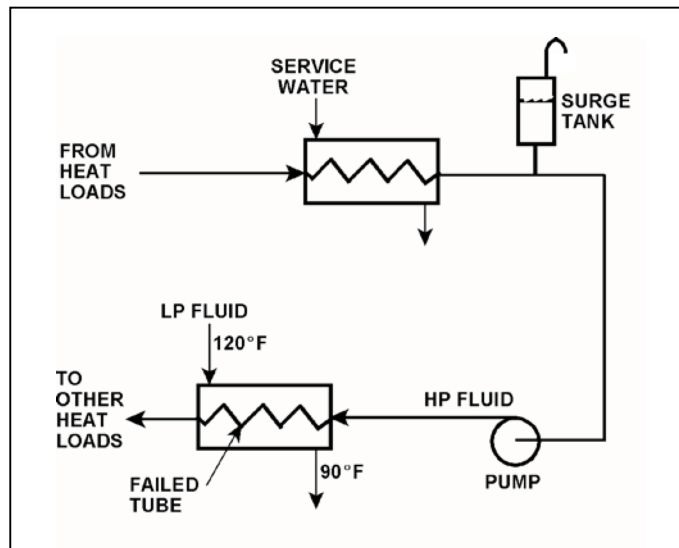 SERVICE
WATER
SURGE
TANK
FROM
HEAT
LOADS
LP FLUID
120°F
TO
OTHER
HEAT
LOADS
HP FLUID
90°F
PUMP
FAILED
TUBE